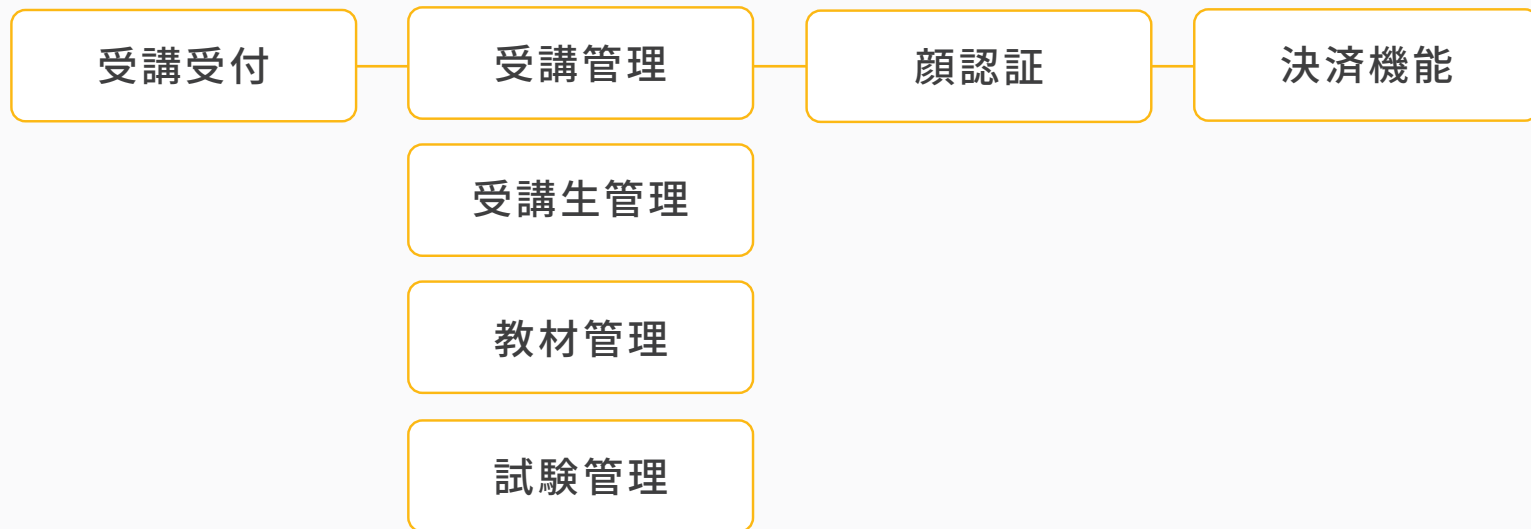 受講受付
受講管理
顔認証
決済機能
受講生管理
教材管理
試験管理